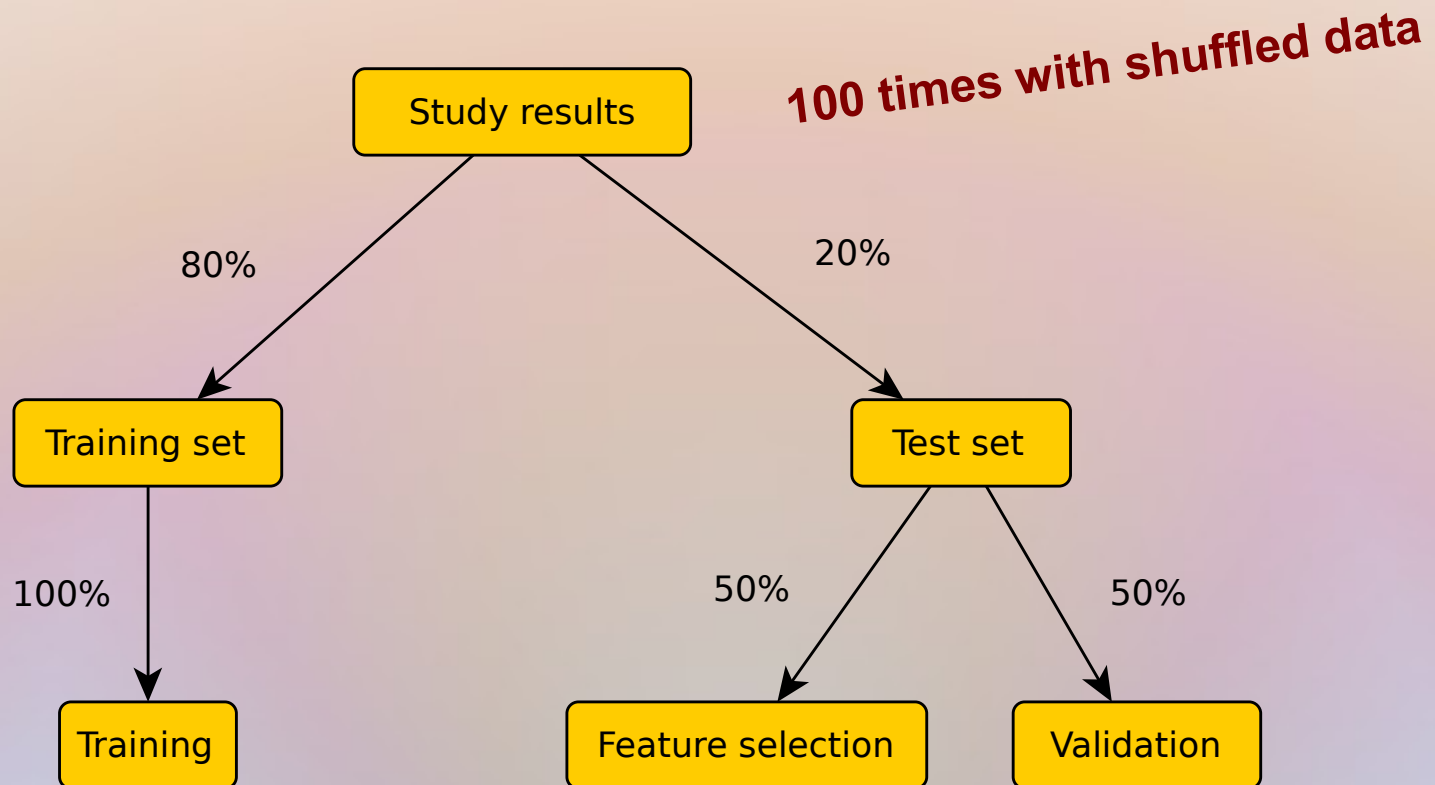 100 times with shuffled data
Study results
80%
20%
Training set
Test set
100%
50%
50%
Training
Feature selection
Validation